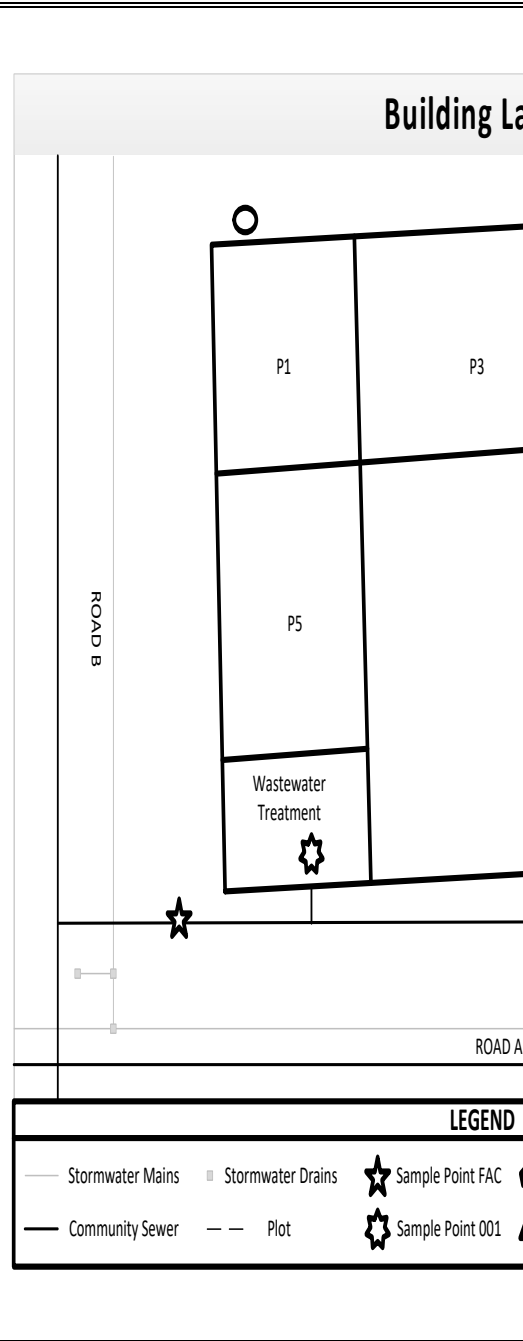 Building La
P1
P3
ROAD B
P5
Wastewater
Treatment
ROAD A
LEGEND
Stormwater Mains
Stormwater Drains
Sample Point FAC
Community Sewer
Plot
Sample Point 001